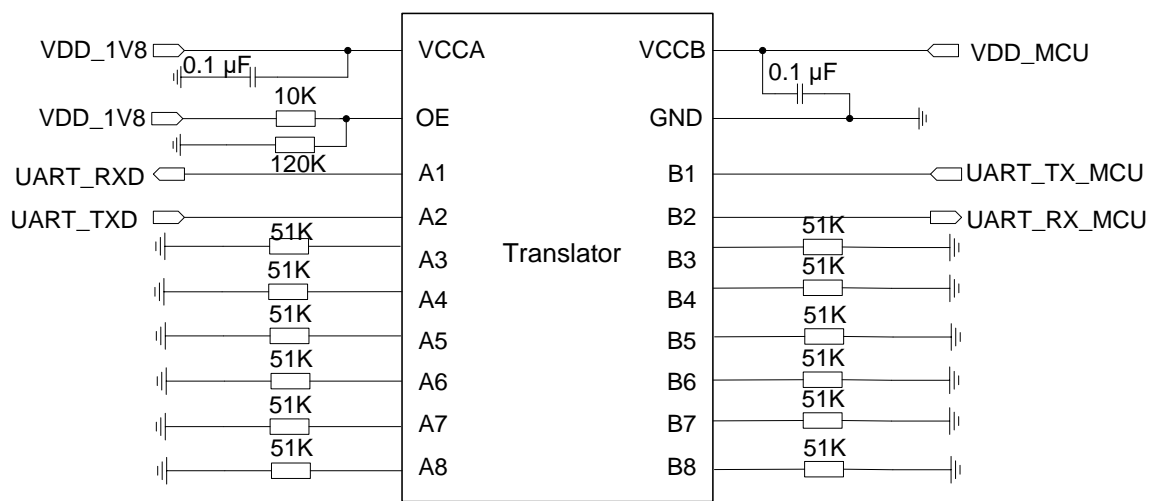 VDD_1V8 VCCA VCCB VDD_MCU
0.1 µF 0.1 µF
10K
VDD_1V8 OE GND
120K
UART_RXD A1 B1 UART_TX_MCU
UART_TXD A2 B2 UART_RX_MCU
51K 51K
A3 Translator B3
51K 51K
A4 B4
51K 51K
A5 B5
51K 51K
A6 B6
51K 51K
A7 B7
51K 51K
A8 B8